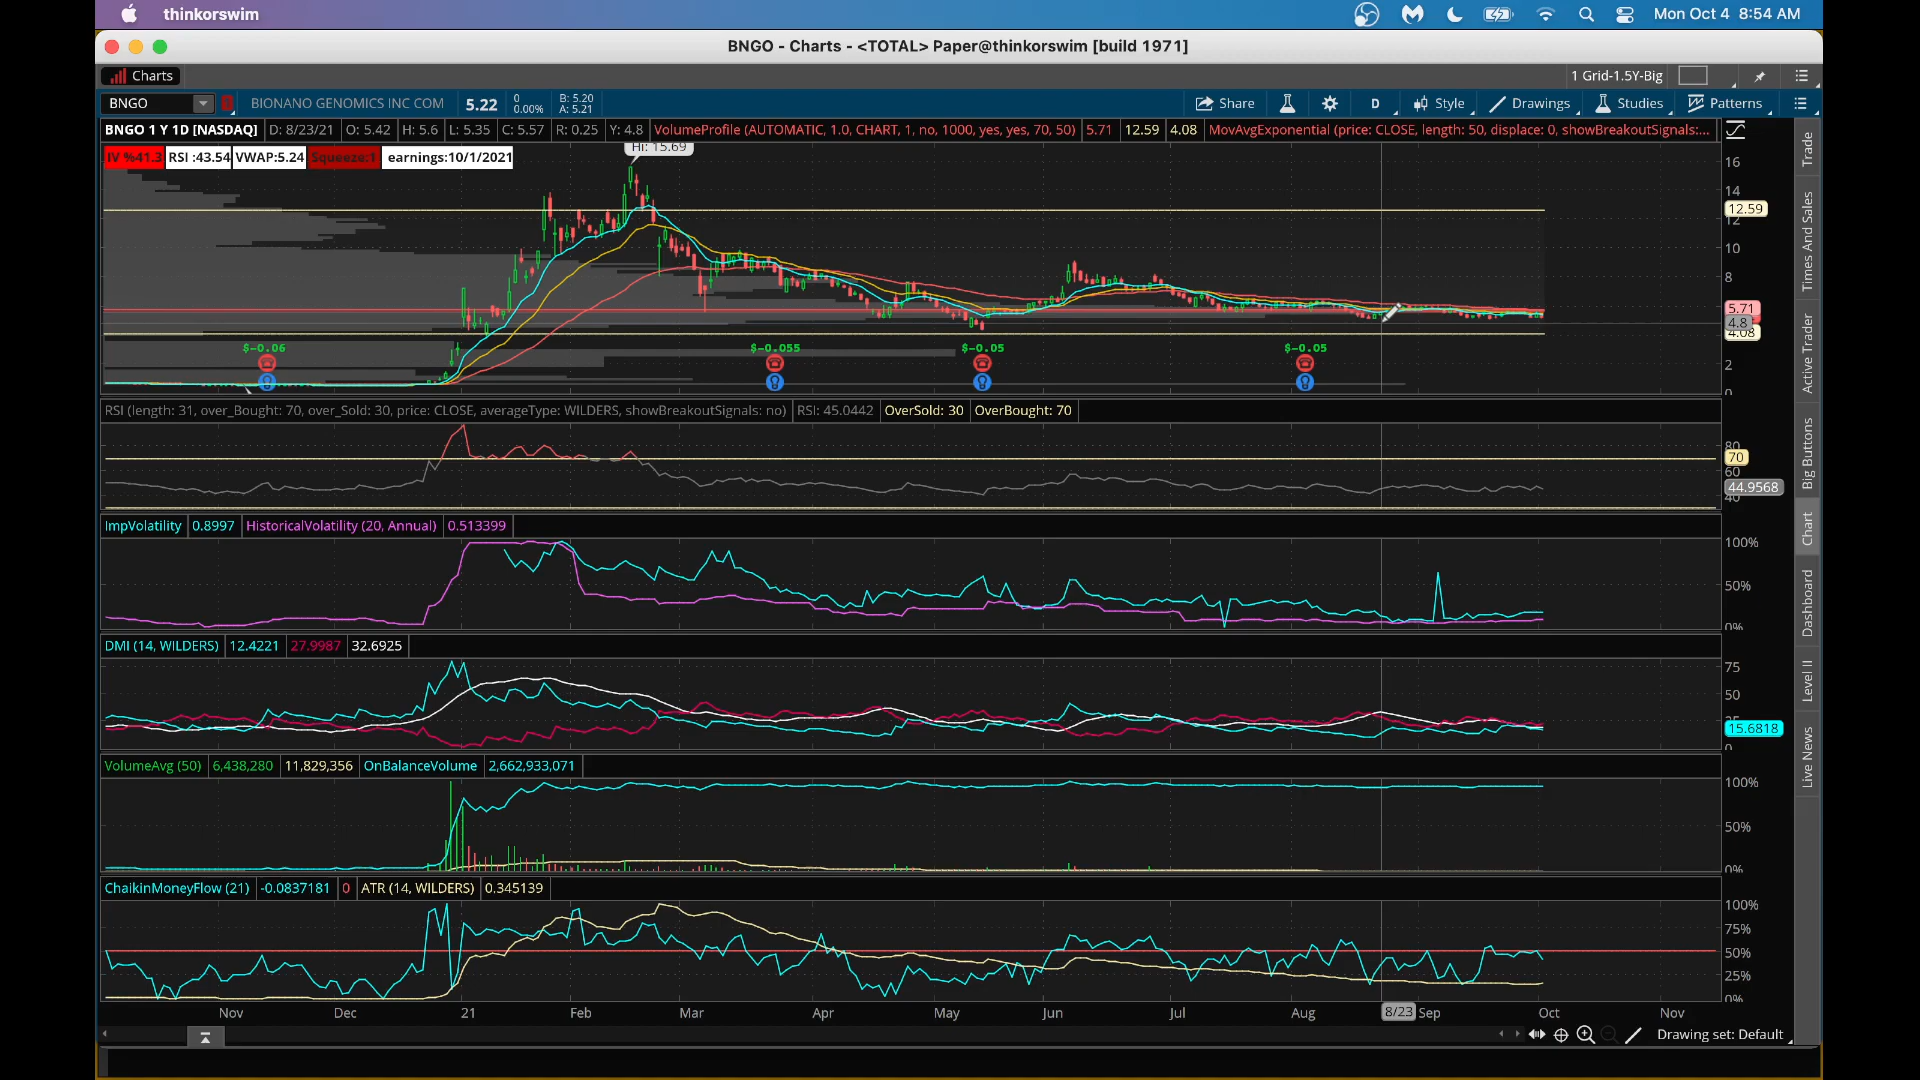 thinkorswim
Mon Oct 4 8:54 AM
BNGO - Charts - <TOTAL> Paper@thinkorswim [build 1971]
Charts
1 Grid-1.5Y-Big
BNGO
BIONANO GENOMICS INC COM
5.22
0
0.00%
B: 5.20
A: 5.21
Share
D
Style
Drawings
Studies
Patterns
BNGO 1 Y 1D [NASDAQ] D: 8/23/21 O: 5.42 H: 5.6 L: 5.35 C: 5.57 R: 0.25 Y: 4.8 VolumeProfile (AUTOMATIC, 1.0, CHART, 1, no, 1000, yes, yes, 70, 50) 5.71 12.59 4.08 MovAvgExponential (price: CLOSE, length: 50, displace: 0, showBreakoutSignals:...
IV %41.3 RSI :43.54 VWAP:5.24 Squeeze:1 earnings:10/1/2021
Hi: 15.69
16
14
12.59
12
10
8
5.71
4.8
4.08
2
0
$-0.06
$-0.055
$-0.05
$-0.05
RSI (length: 31, over_Bought: 70, over_Sold: 30, price: CLOSE, averageType: WILDERS, showBreakoutSignals: no) RSI: 45.0442 OverSold: 30 OverBought: 70
80
70
60
44.9568
40
ImpVolatility 0.8997 HistoricalVolatility (20, Annual) 0.513399
100%
50%
0%
DMI (14, WILDERS) 12.4221 27.9987 32.6925
75
50
25
15.6818
0
VolumeAvg (50) 6,438,280 11,829,356 OnBalanceVolume 2,662,933,071
100%
50%
0%
ChaikinMoneyFlow (21) -0.0837181 0 ATR (14, WILDERS) 0.345139
100%
75%
50%
25%
0%
Nov Dec 21 Feb Mar Apr May Jun Jul Aug 8/23 Sep Oct Nov
Drawing set: Default
Trade
Times And Sales
Active Trader
Big Buttons
Chart
Dashboard
Level II
Live News